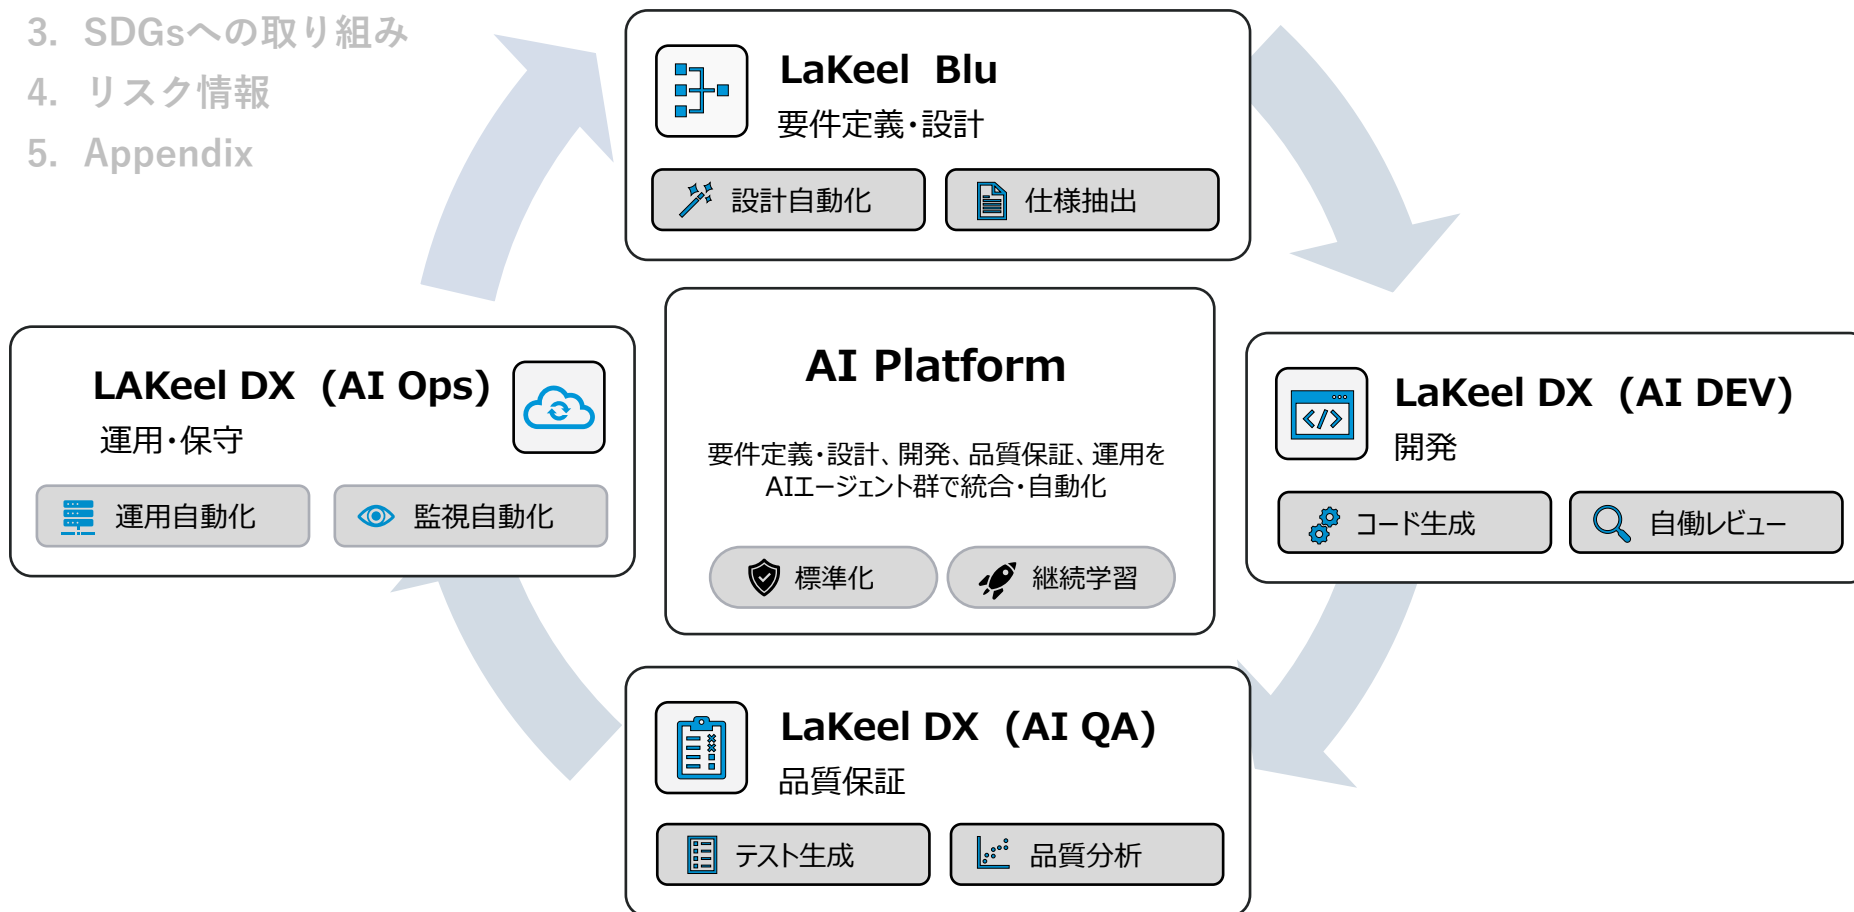 3. SDGsへの取り組み
4. リスク情報
5. Appendix
LaKeel Blu
要件定義・設計
設計自動化
仕様抽出
LAKeel DX (AI Ops)
運用・保守
運用自動化
監視自動化
AI Platform
要件定義・設計、開発、品質保証、運用を
AIエージェント群で統合・自動化
標準化
継続学習
LaKeel DX (AI DEV)
開発
コード生成
自働レビュー
LaKeel DX (AI QA)
品質保証
テスト生成
品質分析